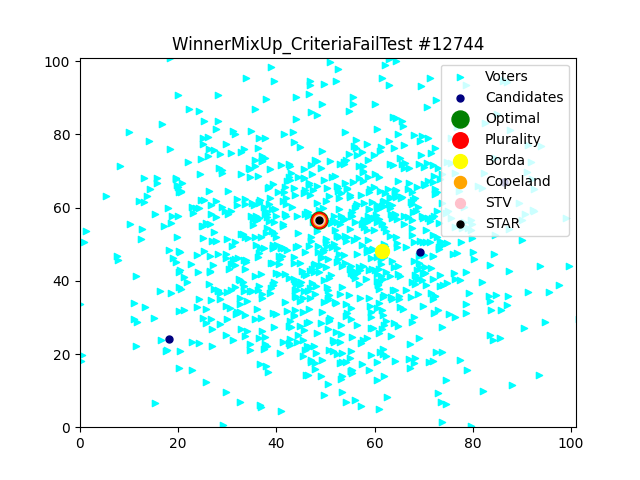 WinnerMixUp_CriteriaFailTest #12744
100
80
60
40
20
0
0 20 40 60 80 100
Voters
Candidates
Optimal
Plurality
Borda
Copeland
STV
STAR